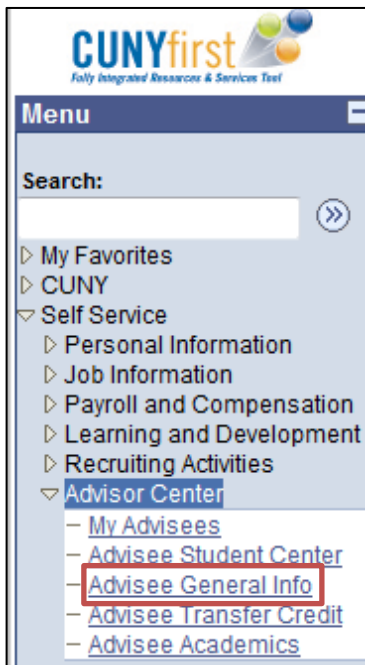 CUNYfirst
Fully Integrated Resources & Services Tool
Menu
Search:
My Favorites
CUNY
Self Service
Personal Information
Job Information
Payroll and Compensation
Learning and Development
Recruiting Activities
Advisor Center
My Advisees
Advisee Student Center
Advisee General Info
Advisee Transfer Credit
Advisee Academics